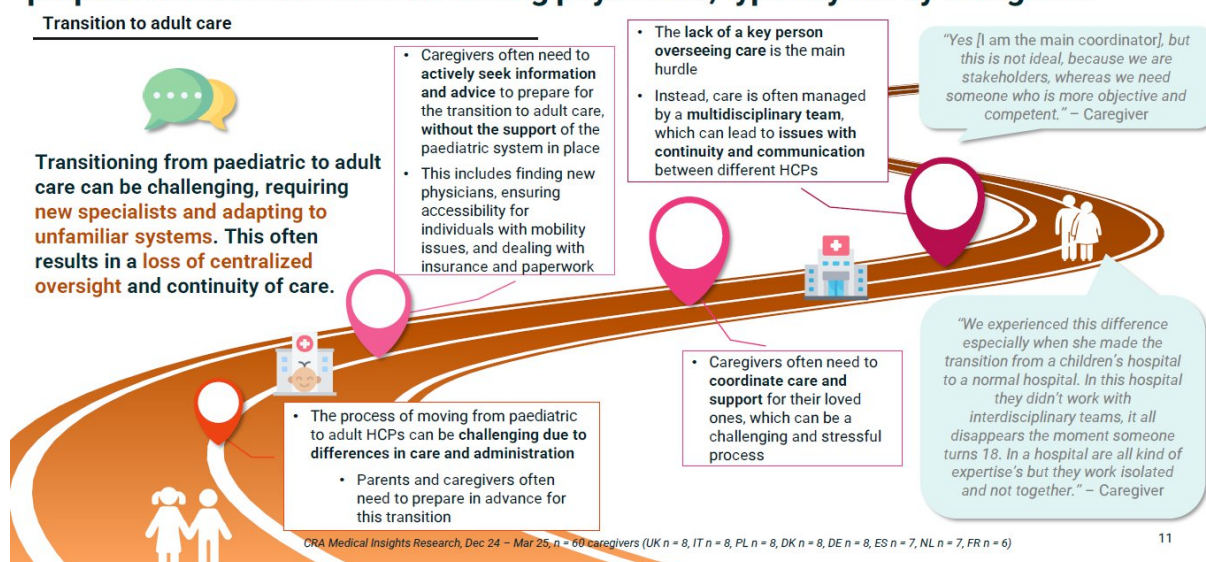 Transition to adult care
Transitioning from paediatric to adult
care can be challenging, requiring
new specialists and adapting to
unfamiliar systems. This often
results in a loss of centralized
oversight and continuity of care.
• The process of moving from paediatric
to adult HCPs can be challenging due to
differences in care and administration
• Parents and caregivers often
need to prepare in advance for
this transition
• Caregivers often need to
actively seek information
and advice to prepare for
the transition to adult care,
without the support of the
paediatric system in place
• This includes finding new
physicians, ensuring
accessibility for
individuals with mobility
issues, and dealing with
insurance and paperwork
• Caregivers often need to
coordinate care and
support for their loved
ones, which can be a
challenging and stressful
process
• The lack of a key person
overseeing care is the main
hurdle
• Instead, care is often managed
by a multidisciplinary team,
which can lead to issues with
continuity and communication
between different HCPs
"Yes [I am the main coordinator], but
this is not ideal, because we are
stakeholders, whereas we need
someone who is more objective and
competent." – Caregiver
"We experienced this difference
especially when she made the
transition from a children's hospital
to a normal hospital. In this hospital
they didn't work with
interdisciplinary teams, it all
disappears the moment someone
turns 18. In a hospital are all kind of
expertise's but they work isolated
and not together." – Caregiver
CRA Medical Insights Research, Dec 24 – Mar 25, n = 60 caregivers (UK n = 8, IT n = 8, PL n = 8, DK n = 8, DE n = 8, ES n = 7, NL n = 7, FR n = 6)
11